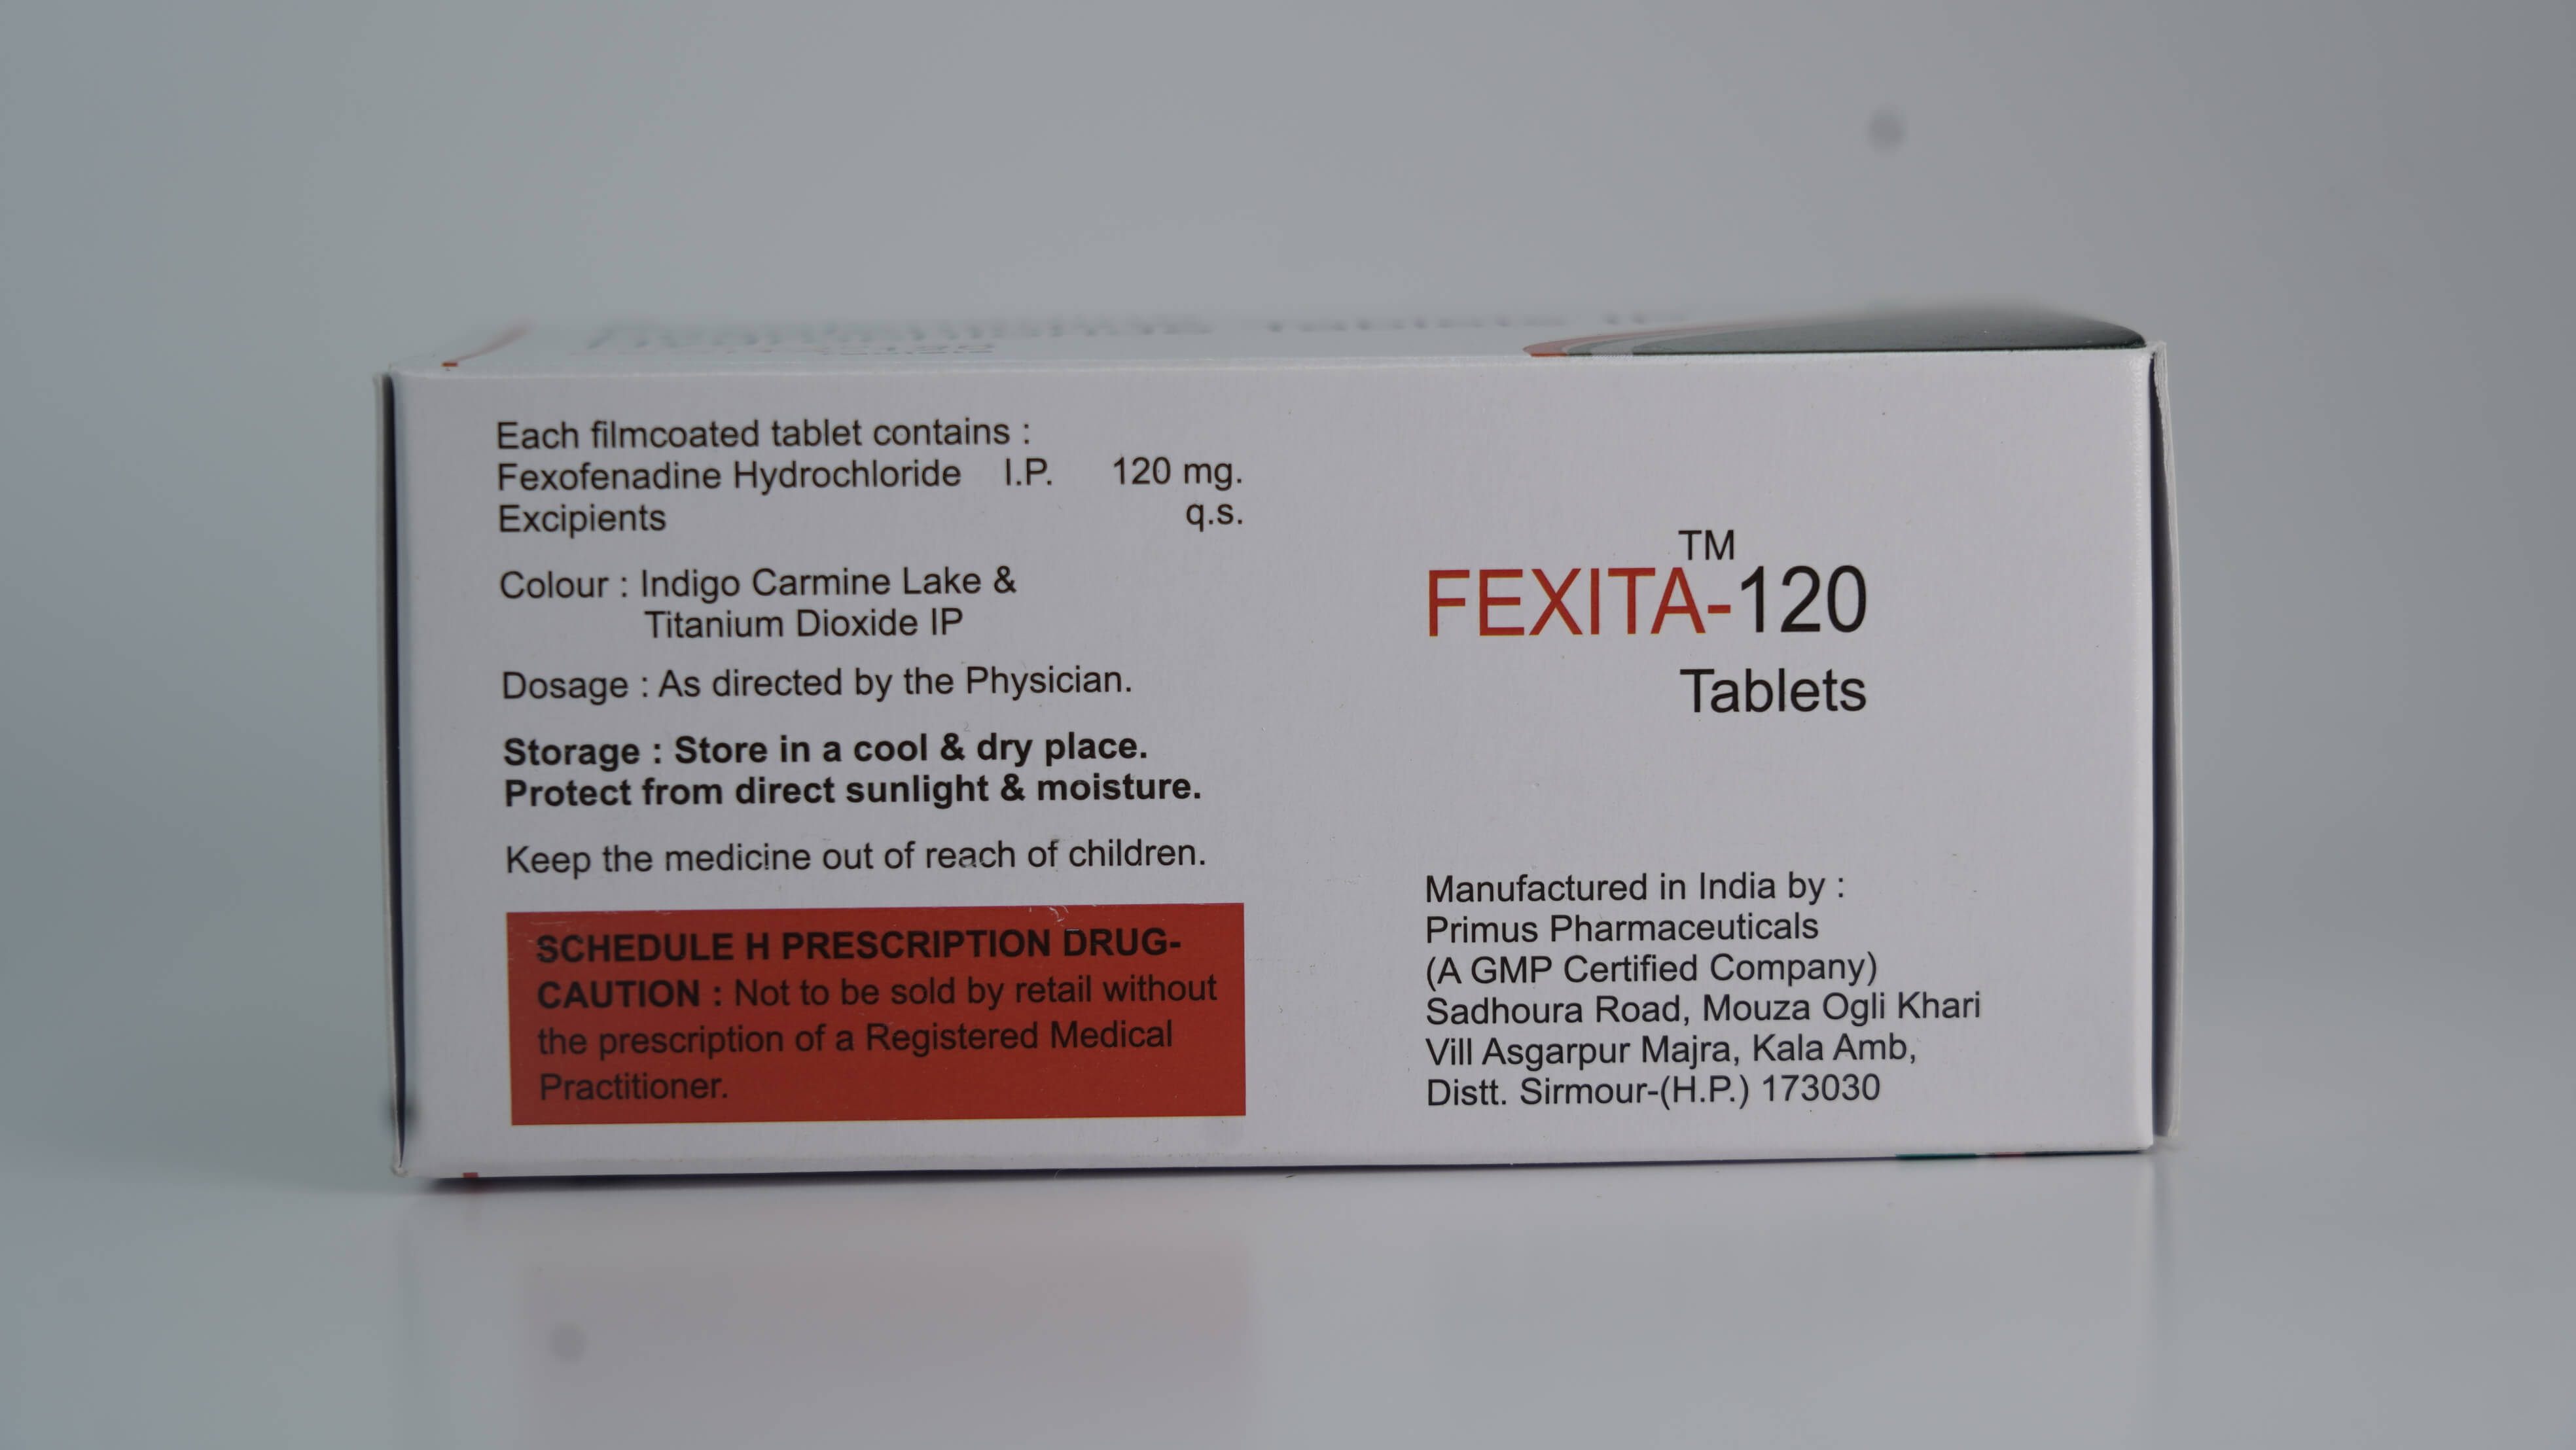 Each filmcoated tablet contains :
Fexofenadine Hydrochloride I.P. 120 mg.
Excipients q.s.
Colour : Indigo Carmine Lake &
Titanium Dioxide IP
Dosage : As directed by the Physician.
Storage : Store in a cool & dry place.
Protect from direct sunlight & moisture.
Keep the medicine out of reach of children.
SCHEDULE H PRESCRIPTION DRUG-
CAUTION : Not to be sold by retail without
the prescription of a Registered Medical
Practitioner.
FEXITA-™120
Tablets
Manufactured in India by :
Primus Pharmaceuticals
(A GMP Certified Company)
Sadhoura Road, Mouza Ogli Khari
Vill Asgarpur Majra, Kala Amb,
Distt. Sirmour-(H.P.) 173030